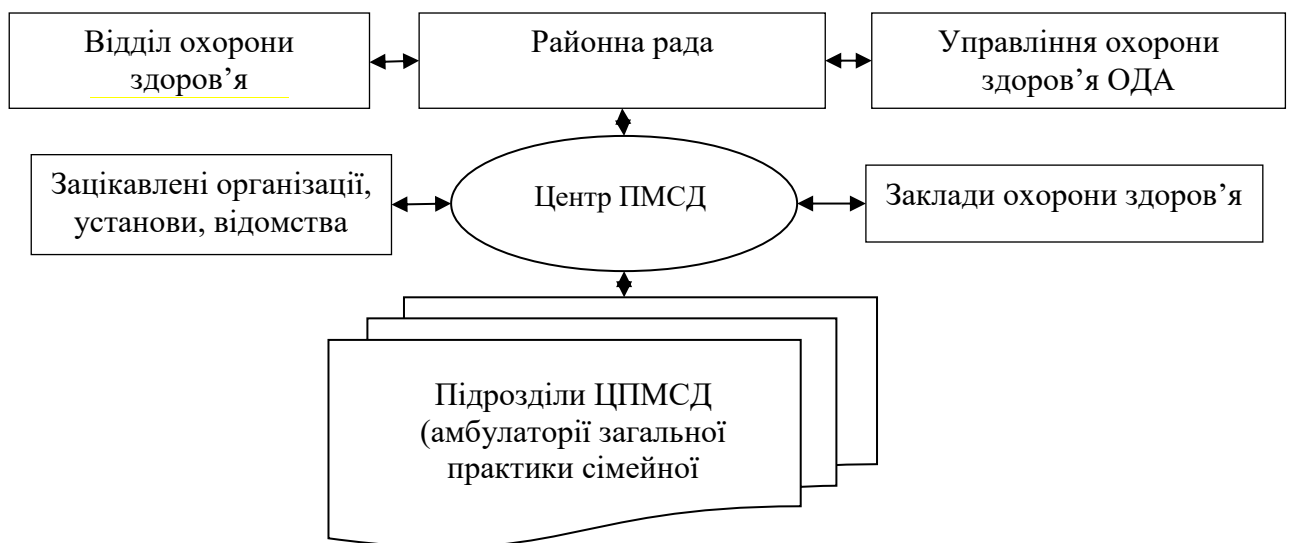 Відділ охорони
здоров’я
Районна рада
Управління охорони
здоров’я ОДА
Зацікавлені організації,
установи, відомства
Центр ПМСД
Заклади охорони здоров’я
Підрозділи ЦПМСД
(амбулаторії загальної
практики сімейної